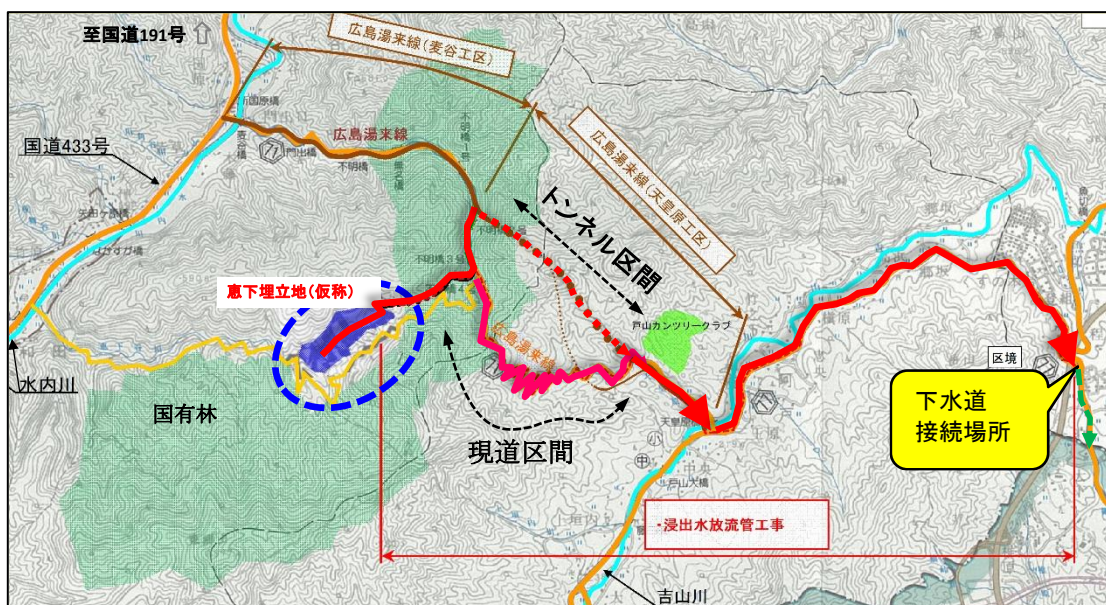 至国道191号
広島湯来線(麦谷工区)
国道433号
広島湯来線
広島湯来線(天皇原工区)
トンネル区間
恵下埋立地(仮称)
戸山カンツリークラブ
広島湯来線
水内川
国有林
現道区間
区境
下水道
接続場所
・浸出水放流管工事
吉山川